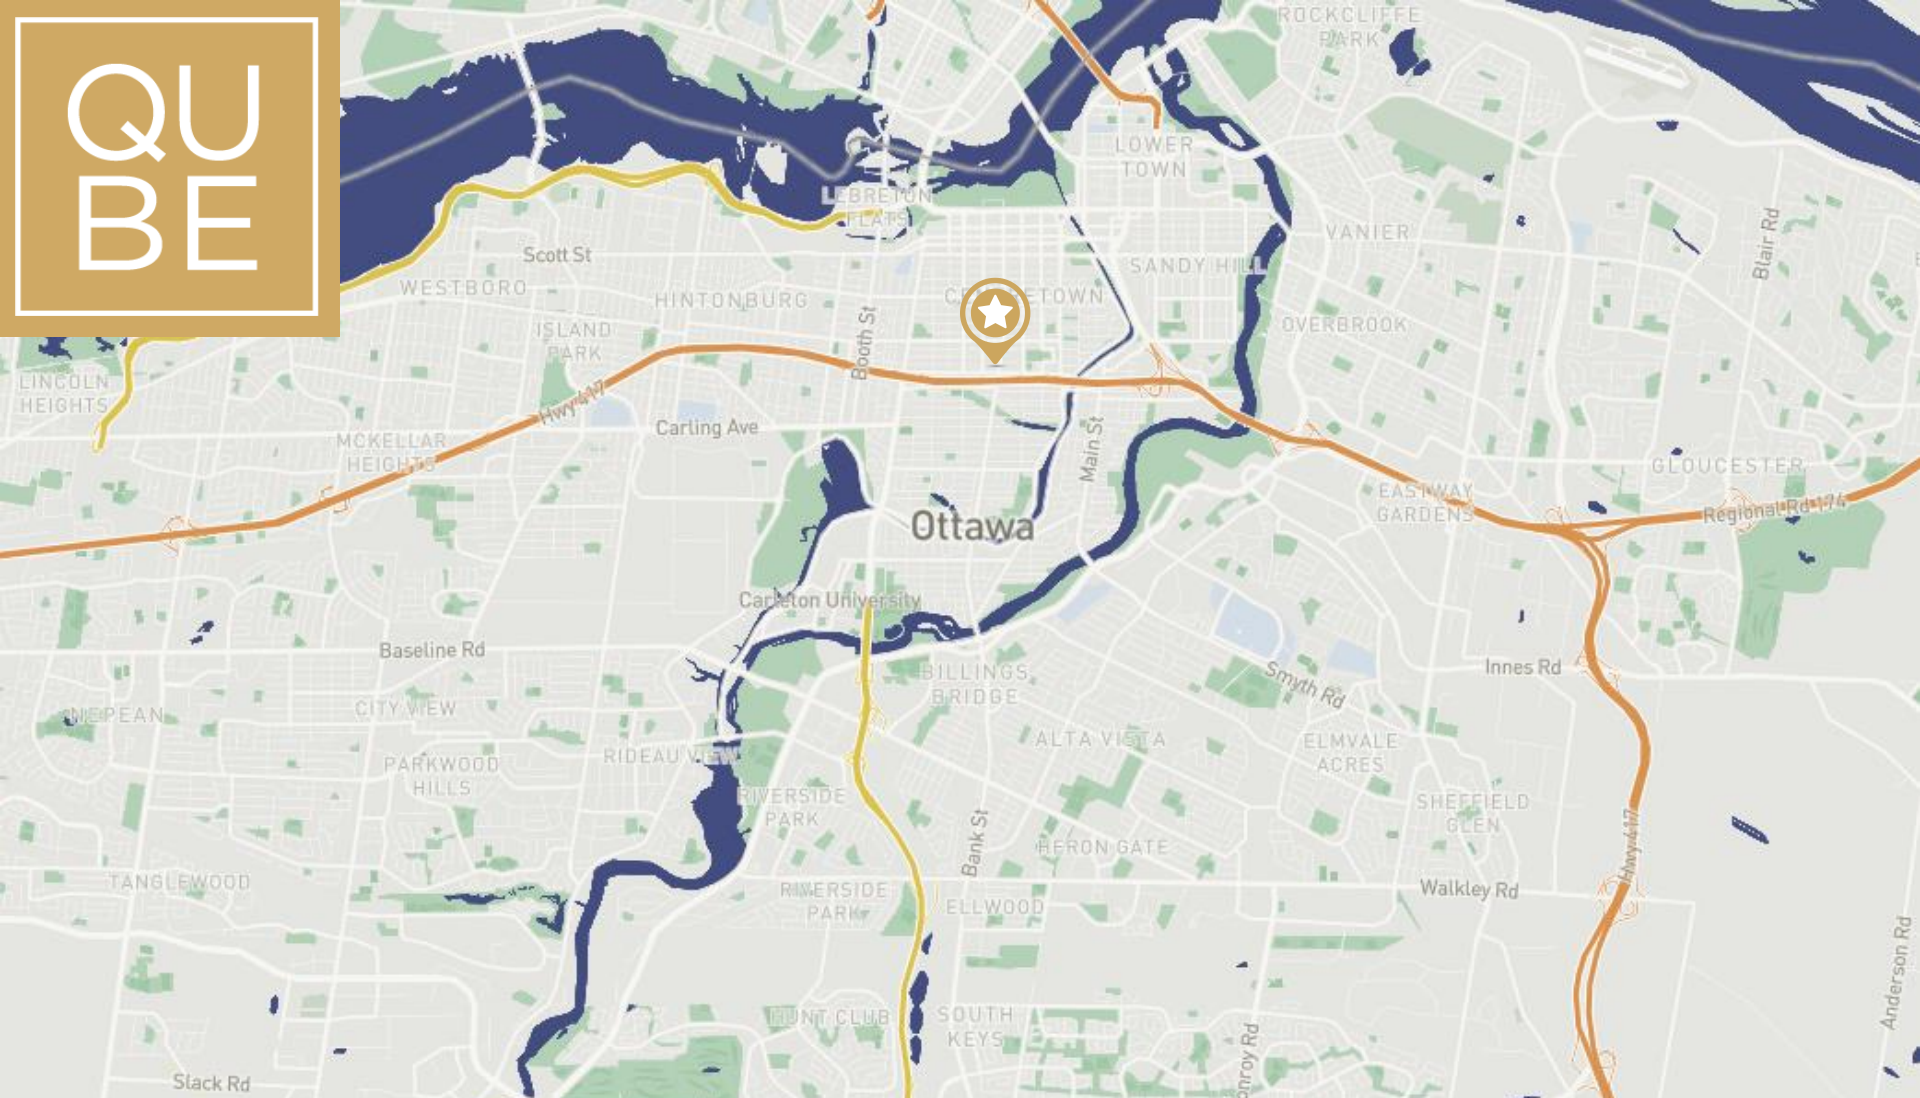 QU
BE
ROCKCLIFFE
PARK
LOWER
TOWN
LEBRETON
FLATS
VANIER
Blair Rd
Scott St
SANDY HILL
WESTBORO
HINTONBURG
ISLAND
PARK
Booth St
OVERBROOK
LINCOLN
HEIGHTS
Hwy 417
Carling Ave
MCKELLAR
HEIGHTS
Main St
GLOUCESTER
EASTWAY
GARDENS
Regional Rd 174
Ottawa
Carleton University
Baseline Rd
BILLINGS
BRIDGE
Innes Rd
Smyth Rd
NEPEAN
CITY VIEW
RIDEAU VIEW
ALTA VISTA
ELMVALE
ACRES
PARKWOOD
HILLS
RIVERSIDE
PARK
SHEFFIELD
GLEN
Bank St
HERON GATE
Hwy 417
TANGLEWOOD
RIVERSIDE
PARK
ELLWOOD
Walkley Rd
Anderson Rd
HUNT CLUB
SOUTH
KEYS
Slack Rd